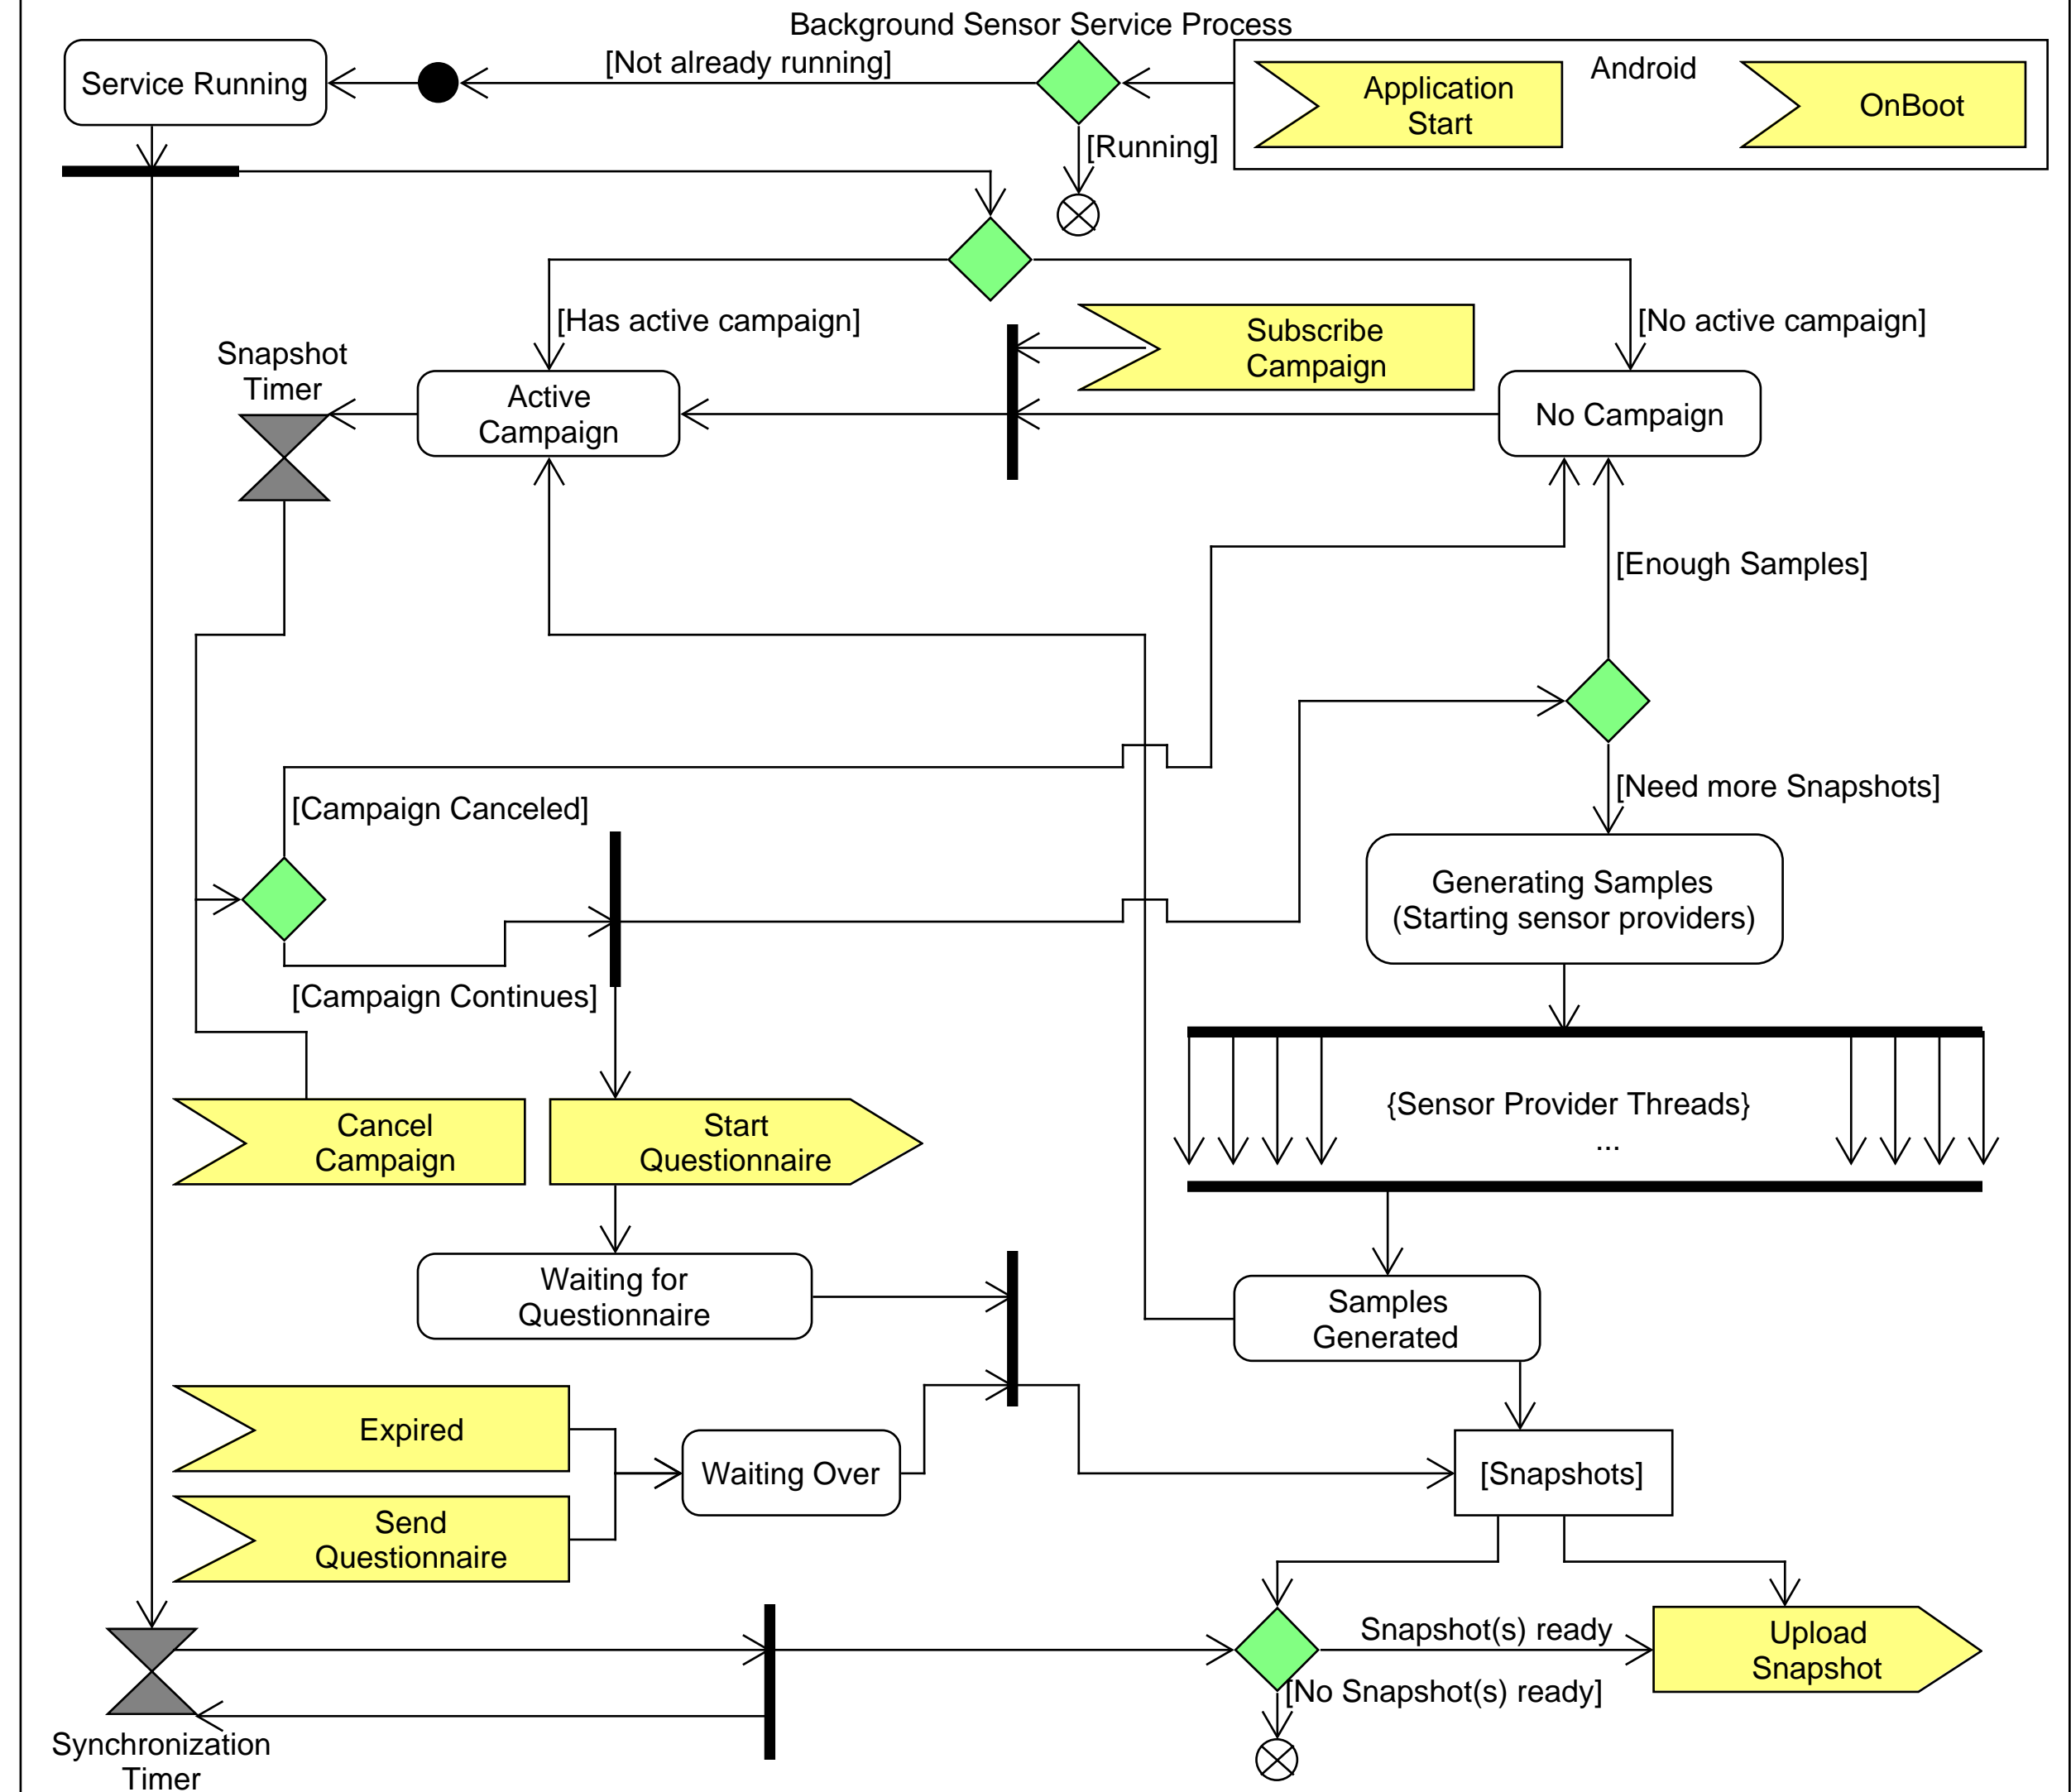 Background Sensor Service Process
Service Running
[Not already running]
Android
Application
Start
OnBoot
[Running]
[Has active campaign]
Subscribe
Campaign
[No active campaign]
Snapshot
Timer
Active
Campaign
No Campaign
[Enough Samples]
[Need more Snapshots]
[Campaign Canceled]
Generating Samples
(Starting sensor providers)
[Campaign Continues]
{Sensor Provider Threads}
...
Cancel
Campaign
Start
Questionnaire
Waiting for
Questionnaire
Samples
Generated
Expired
Waiting Over
[Snapshots]
Send
Questionnaire
Snapshot(s) ready
Upload
Snapshot
[No Snapshot(s) ready]
Synchronization
Timer